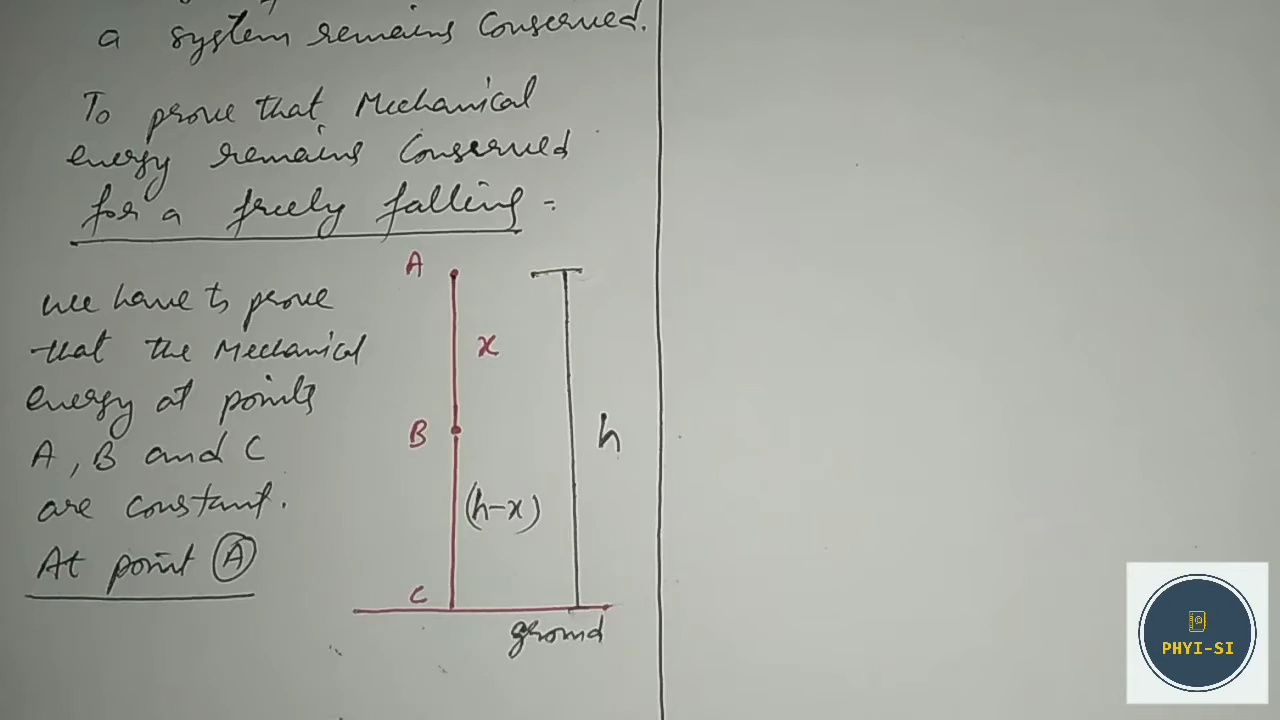 a system remains conserved.
To prove that Mechanical
energy remains conserved
for a freely falling =
we have to prove
that the Mechanical
energy at points
A, B and C
are constant.
At point A
A
x
B
h
(h-x)
C
ground
PHYI-SI